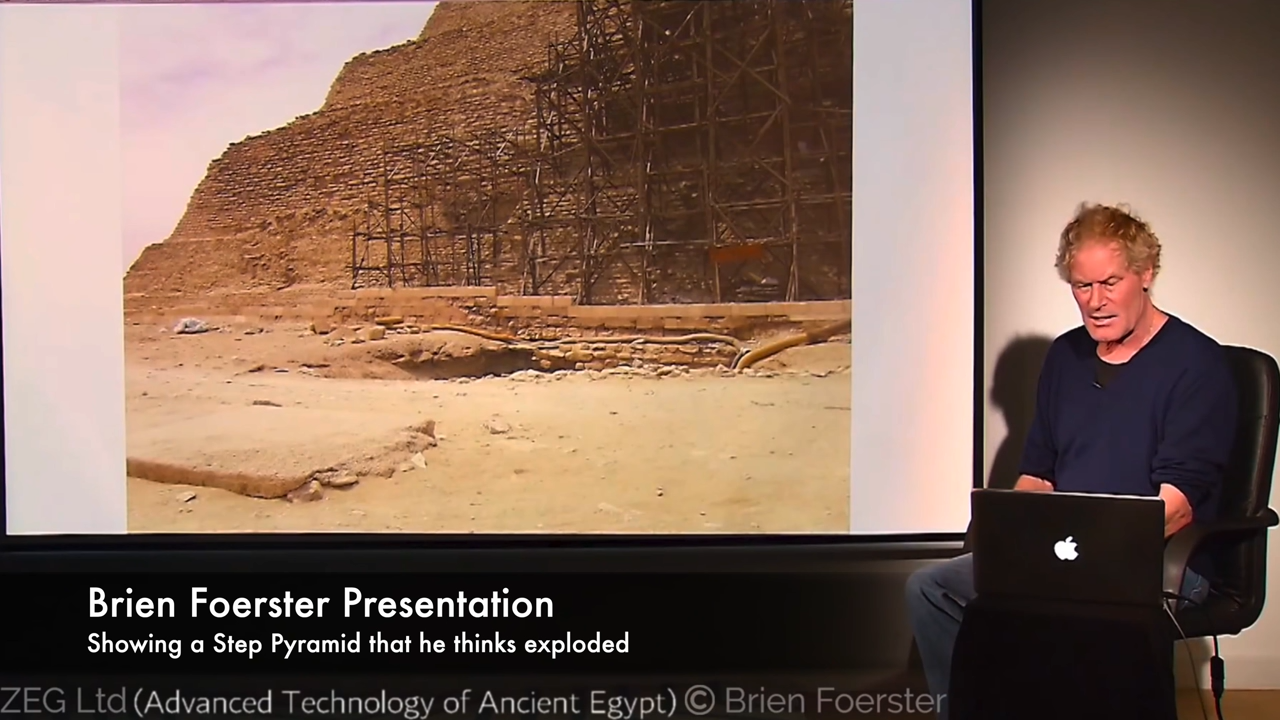 Brien Foerster Presentation
Showing a Step Pyramid that he thinks exploded
ZEG Ltd (Advanced Technology of Ancient Egypt) © Brien Foerster